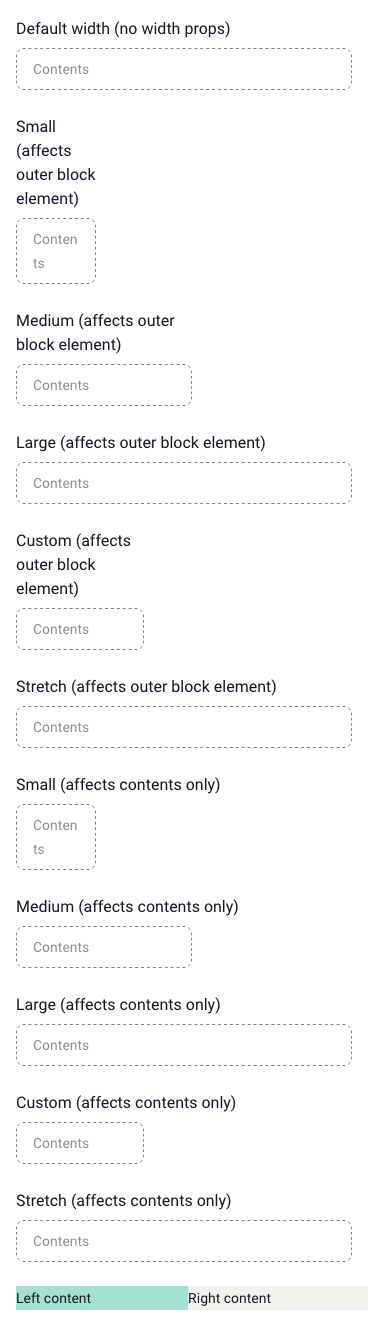 Default width (no width props)
Contents
Small
(affects
outer block
element)
Conten
ts
Medium (affects outer
block element)
Contents
Large (affects outer block element)
Contents
Custom (affects
outer block
element)
Contents
Stretch (affects outer block element)
Contents
Small (affects contents only)
Conten
ts
Medium (affects contents only)
Contents
Large (affects contents only)
Contents
Custom (affects contents only)
Contents
Stretch (affects contents only)
Contents
Left content Right content